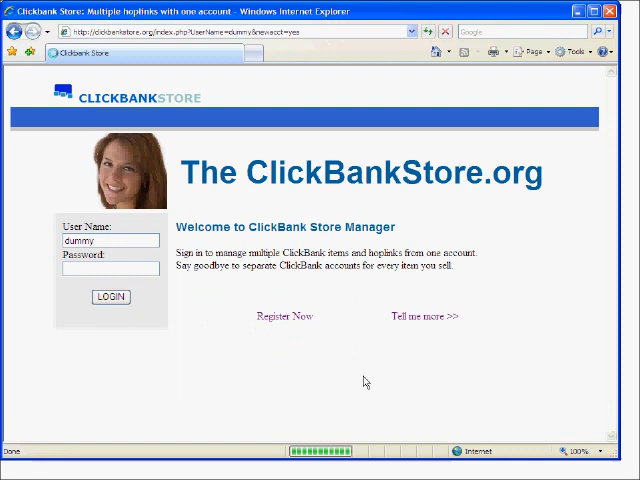 Clickbank Store: Multiple hoplinks with one account - Windows Internet Explorer
http://clickbankstore.org/index.php?UserName=dummy&newacct=yes
Google
Clickbank Store
Page
Tools
CLICKBANKSTORE
The ClickBankStore.org
User Name:
dummy
Password:
LOGIN
Welcome to ClickBank Store Manager
Sign in to manage multiple ClickBank items and hoplinks from one account.
Say goodbye to separate ClickBank accounts for every item you sell.
Register Now
Tell me more >>
Done
Internet
100%